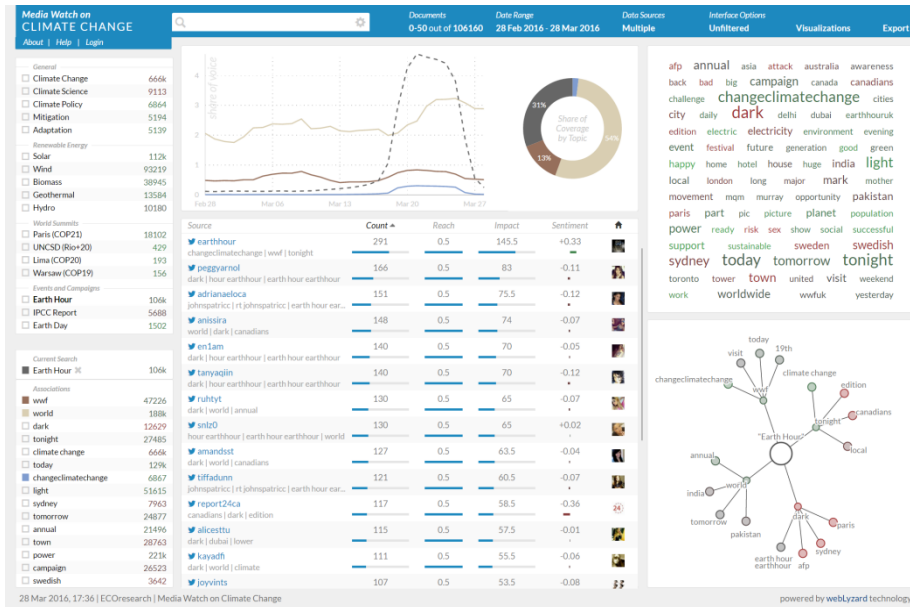 Media Watch on
CLIMATE CHANGE
About | Help | Login
Documents
0-50 out of 106160
Date Range
28 Feb 2016 - 28 Mar 2016
Data Sources
Multiple
Interface Options
Unfiltered
Visualizations
Export
General
Climate Change 666k
Climate Science 9113
Climate Policy 6864
Mitigation 5194
Adaptation 5139
Renewable Energy
Solar 112k
Wind 93219
Biomass 38945
Geothermal 13584
Hydro 10180
World Summits
Paris (COP21) 18102
UNCSD (Rio+20) 429
Lima (COP20) 193
Warsaw (COP19) 156
Events and Campaigns
Earth Hour 106k
IPCC Report 5688
Earth Day 1502
Current Search
Earth Hour 106k
Associations
wwf 47226
world 188k
dark 12629
tonight 27485
climate change 666k
today 129k
changeclimatechange 6867
light 51615
sydney 7963
tomorrow 24877
annual 21496
town 28763
power 221k
campaign 26523
swedish 3642
share of voice
4
3
2
1
0
Feb 28 Mar 06 Mar 13 Mar 20 Mar 27
Share of
Coverage
by Topic
31%
13%
54%
Source Count Reach Impact Sentiment
earthhour 291 0.5 145.5 +0.33
changeclimatechange | wwf | tonight
peggyarnol 166 0.5 83 -0.11
dark | hour earthhour | earth hour earthhour
adrianaeloca 151 0.5 75.5 -0.12
johnspatricc | rt johnspatricc | earth hour ear...
anissira 148 0.5 74 -0.07
world | dark | canadians
en1am 140 0.5 70 -0.05
dark | hour earthhour | earth hour earthhour
tanyaqiin 140 0.5 70 -0.12
dark | hour earthhour | earth hour earthhour
ruhtyt 130 0.5 65 -0.07
dark | world | annual
snlz0 130 0.5 65 +0.02
hour earthhour | earth hour earthhour | world
amandsst 127 0.5 63.5 -0.04
dark | world | canadians
tiffadunn 121 0.5 60.5 -0.07
johnspatricc | rt johnspatricc | earth hour ear...
report24ca 117 0.5 58.5 -0.36
canadians | dark | edition
24
alicesttu 115 0.5 57.5 -0.01
dark | dubai | lower
kayadfi 111 0.5 55.5 -0.06
dark | world | climate
joyvints 107 0.5 53.5 -0.08
afp annual asia attack australia awareness
back bad big campaign canada canadians
challenge changeclimatechange cities
city daily dark delhi dubai earthhouruk
edition electric electricity environment evening
event festival future generation good green
happy home hotel house huge india light
local london long major mark mother
movement mqm murray opportunity pakistan
paris part pic picture planet population
power ready risk sex show social successful
support sustainable sweden swedish
sydney today tomorrow tonight
toronto tower town united visit weekend
work worldwide wwfuk yesterday
today
visit
19th
changeclimatechange
wwf
climate change
edition
canadians
tonight
local
"Earth Hour"
annual
world
india
tomorrow
pakistan
dark
paris
sydney
earth hour
earthhour
afp
28 Mar 2016, 17:36 | ECOresearch | Media Watch on Climate Change
powered by webLyzard technology